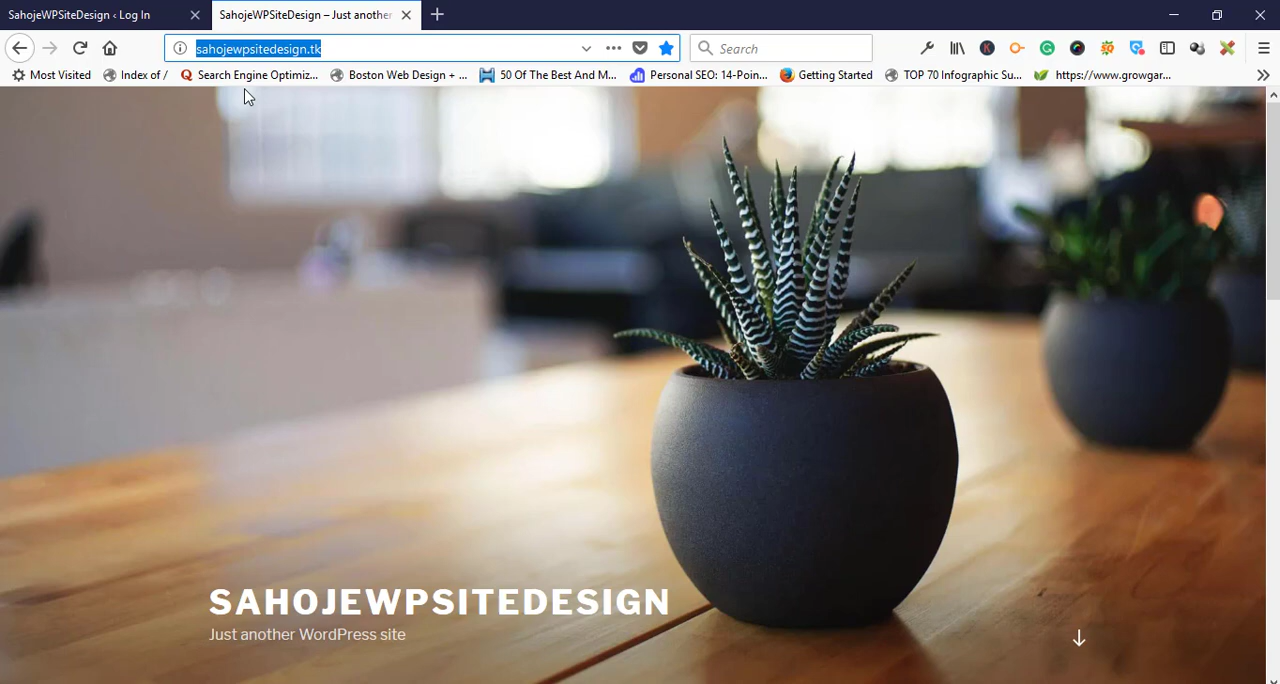 SahojeWPSiteDesign ‹ Log In
SahojeWPSiteDesign – Just another
sahojewpsitedesign.tk
Search
Most Visited
Index of /
Search Engine Optimiz...
Boston Web Design + ...
50 Of The Best And M...
Personal SEO: 14-Poin...
Getting Started
TOP 70 Infographic Su...
https://www.growgar...
SAHOJEWPSITEDESIGN
Just another WordPress site